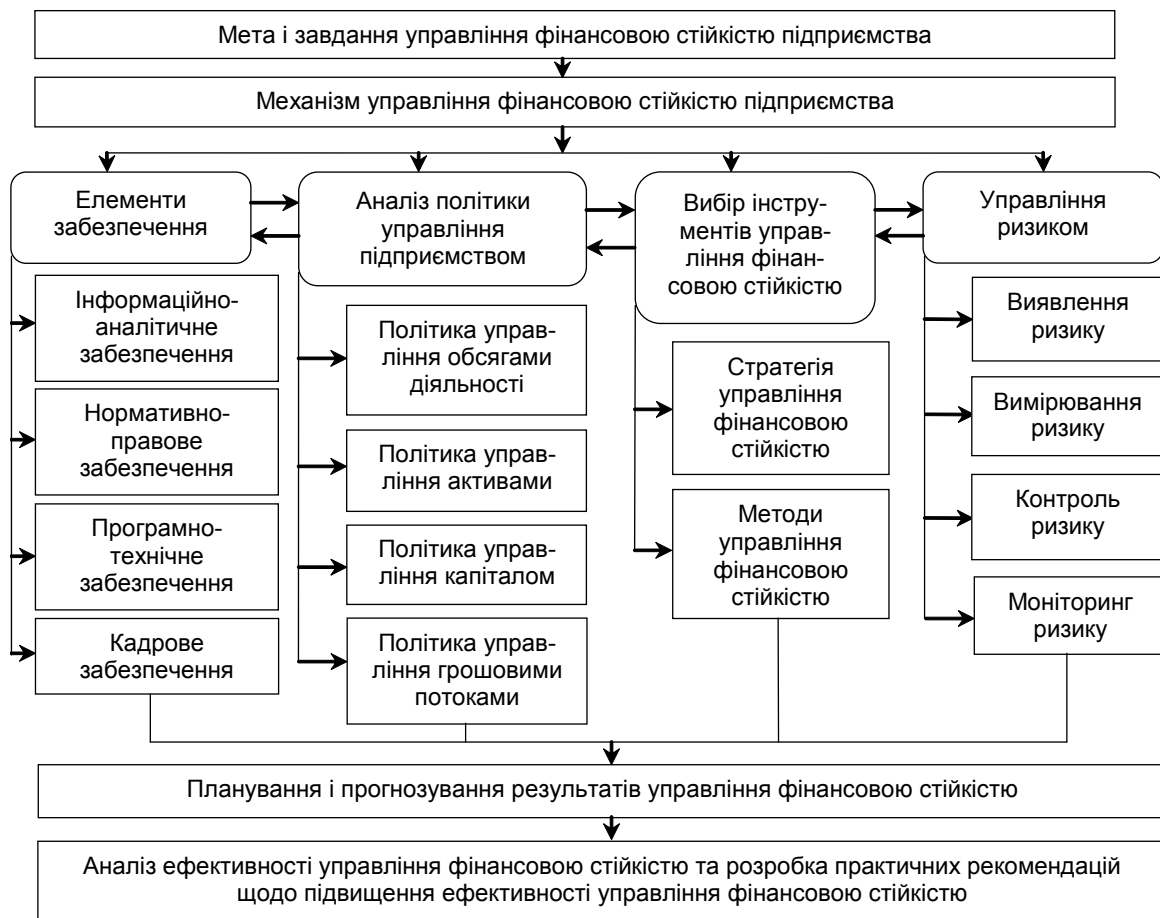 Мета і завдання управління фінансовою стійкістю підприємства
Механізм управління фінансовою стійкістю підприємства
Елементи
забезпечення
Аналіз політики
управління
підприємством
Вибір інстру-
ментів управ-
ління фінан-
совою стійкістю
Управління
ризиком
Інформаційно-
аналітичне
забезпечення
Нормативно-
правове
забезпечення
Програмно-
технічне
забезпечення
Кадрове
забезпечення
Політика управ-
ління обсягами
діяльності
Політика управ-
ління активами
Політика управ-
ління капіталом
Політика управ-
ління грошовими
потоками
Стратегія
управління
фінансовою
стійкістю
Методи
управління
фінансовою
стійкістю
Виявлення
ризику
Вимірювання
ризику
Контроль
ризику
Моніторинг
ризику
Планування і прогнозування результатів управління фінансовою стійкістю
Аналіз ефективності управління фінансовою стійкістю та розробка практичних рекомендацій
щодо підвищення ефективності управління фінансовою стійкістю